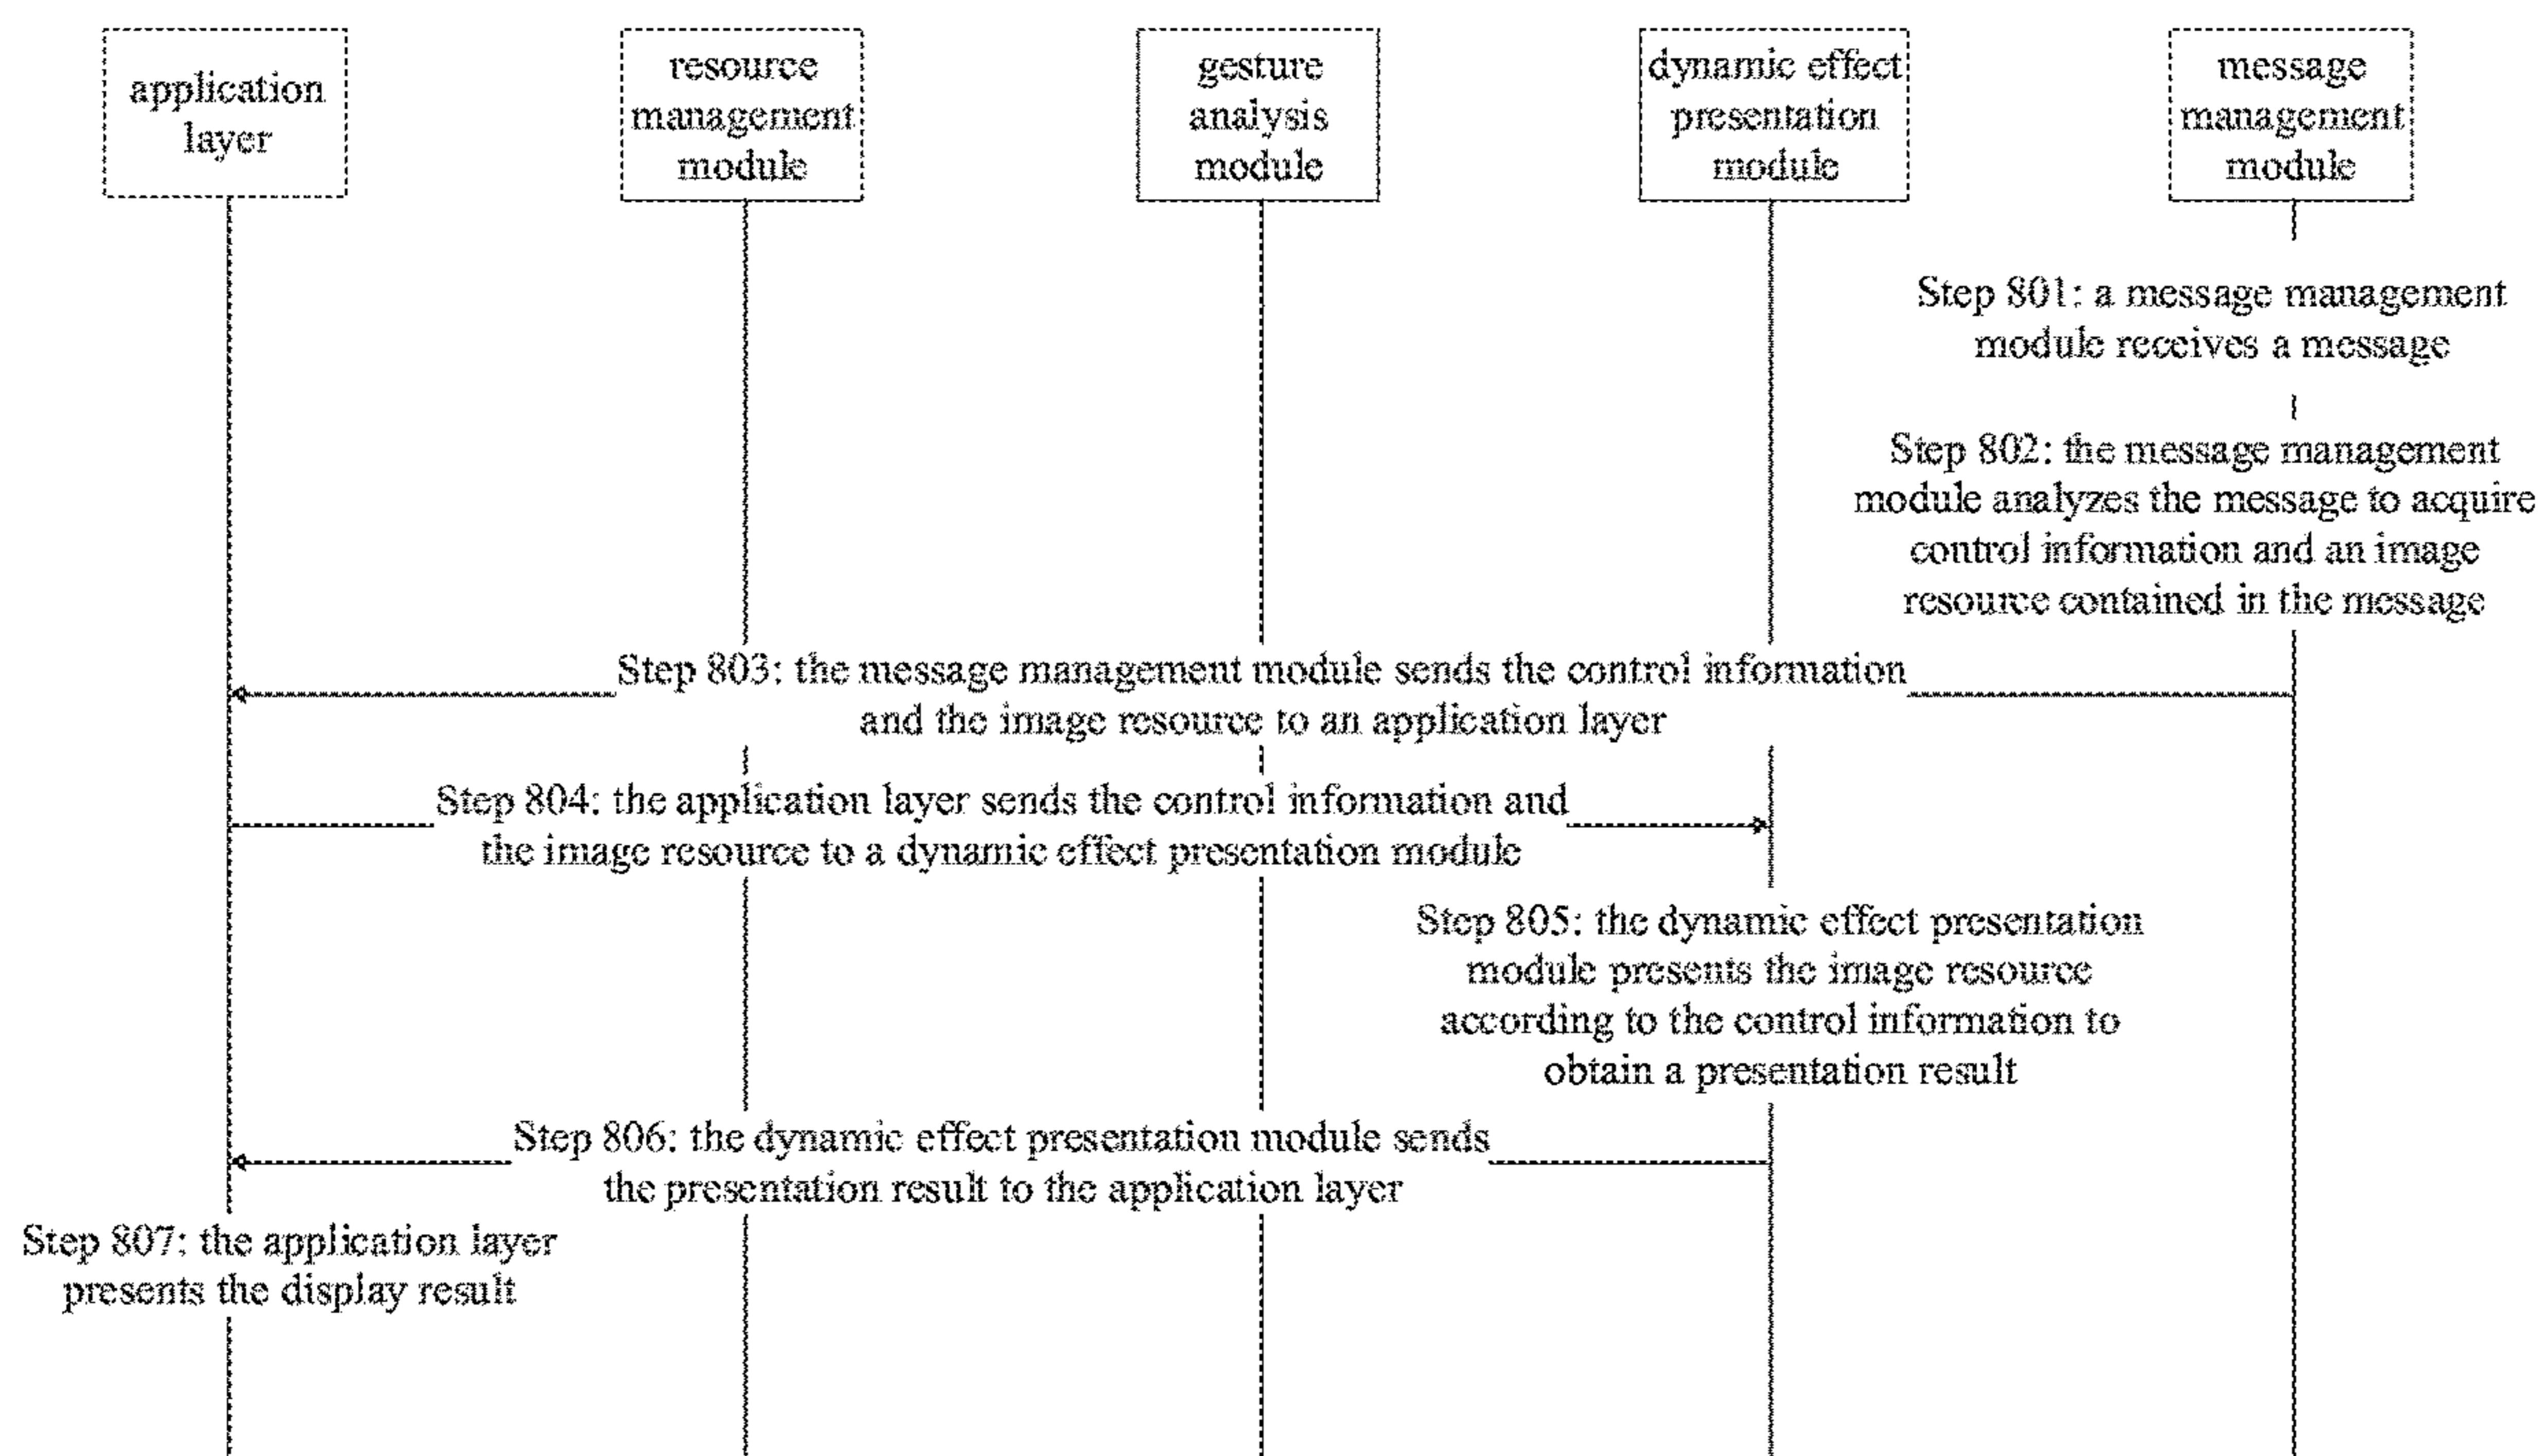 application
layer
resource
management
module
gesture
analysis
module
dynamic effect
presentation
module
message
management
module
Step 801: a message management
module receives a message
Step 802: the message management
module analyzes the message to acquire
control information and an image
resource contained in the message
Step 803: the message management module sends the control information
and the image resource to an application layer
Step 804: the application layer sends the control information and
the image resource to a dynamic effect presentation module
Step 805: the dynamic effect presentation
module presents the image resource
according to the control information to
obtain a presentation result
Step 806: the dynamic effect presentation module sends
the presentation result to the application layer
Step 807: the application layer
presents the display result